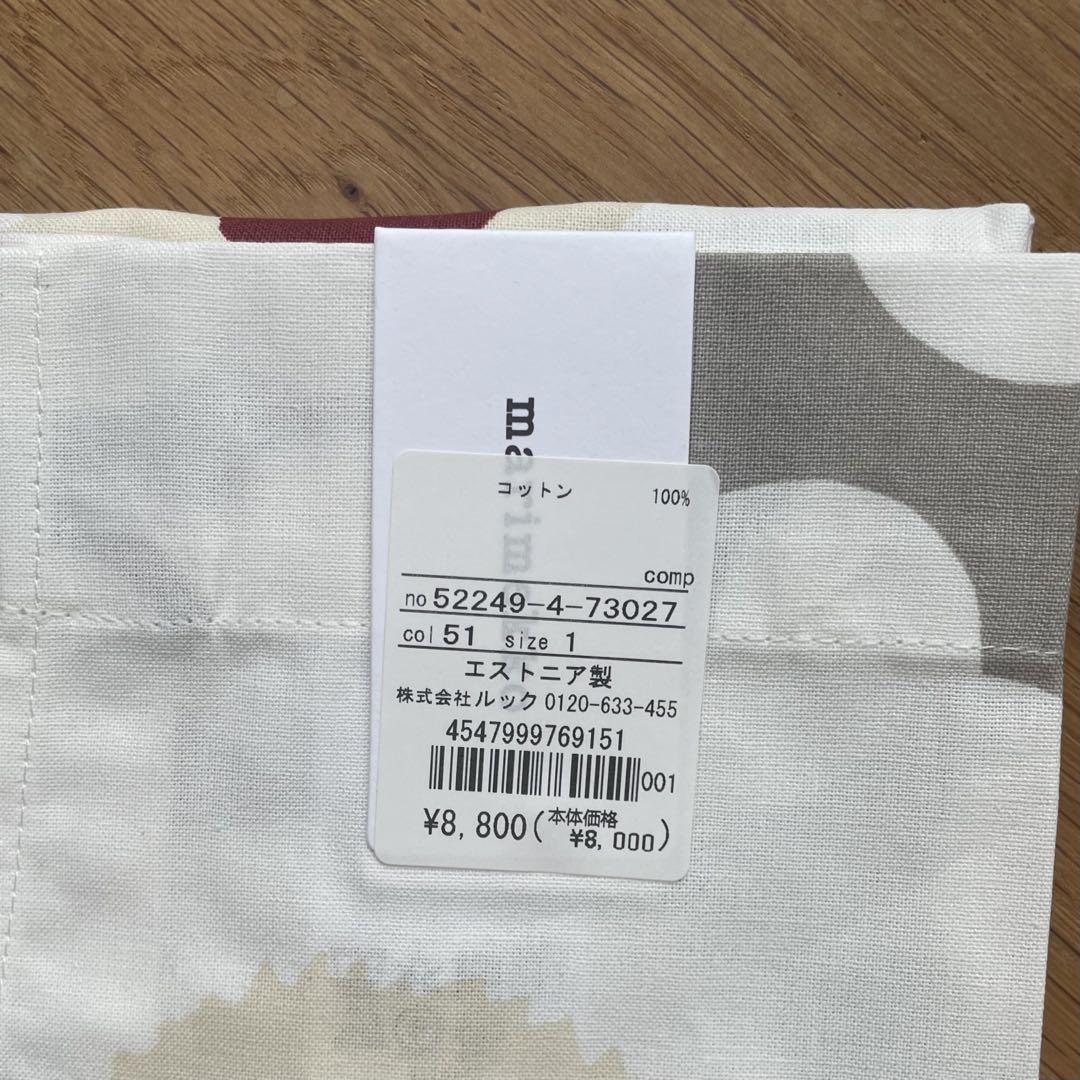 marimekko
コットン 100%
comp
no 52249-4-73027
col 51 size 1
エストニア製
株式会社ルック 0120-633-455
4547999769151
001
¥8,800(本体価格 ¥8,000)